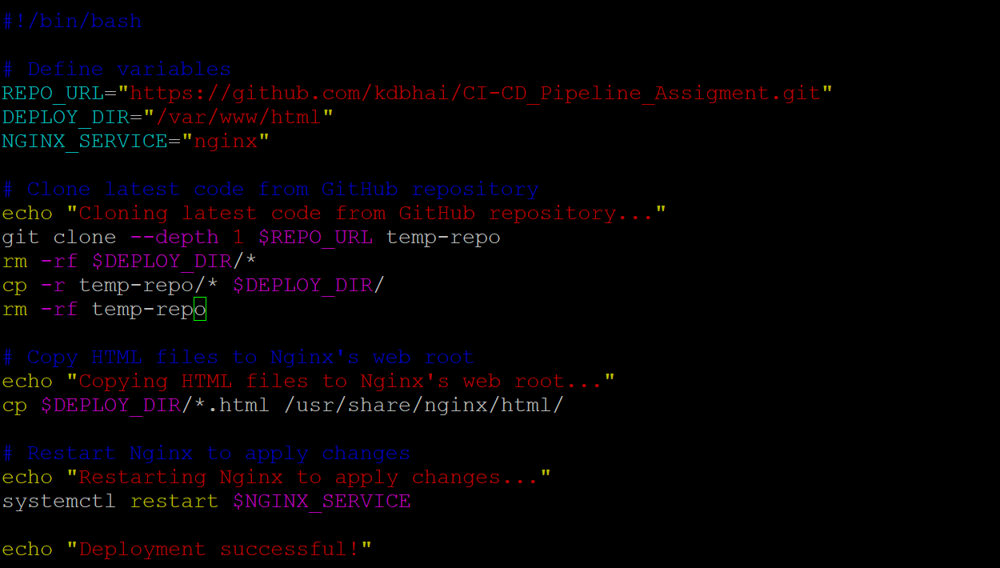 #!/bin/bash
# Define variables
REPO_URL="https://github.com/kdbhai/CI-CD_Pipeline_Assigment.git"
DEPLOY_DIR="/var/www/html"
NGINX_SERVICE="nginx"
# Clone latest code from GitHub repository
echo "Cloning latest code from GitHub repository..."
git clone --depth 1 $REPO_URL temp-repo
rm -rf $DEPLOY_DIR/*
cp -r temp-repo/* $DEPLOY_DIR/
rm -rf temp-repo
# Copy HTML files to Nginx's web root
echo "Copying HTML files to Nginx's web root..."
cp $DEPLOY_DIR/*.html /usr/share/nginx/html/
# Restart Nginx to apply changes
echo "Restarting Nginx to apply changes..."
systemctl restart $NGINX_SERVICE
echo "Deployment successful!"